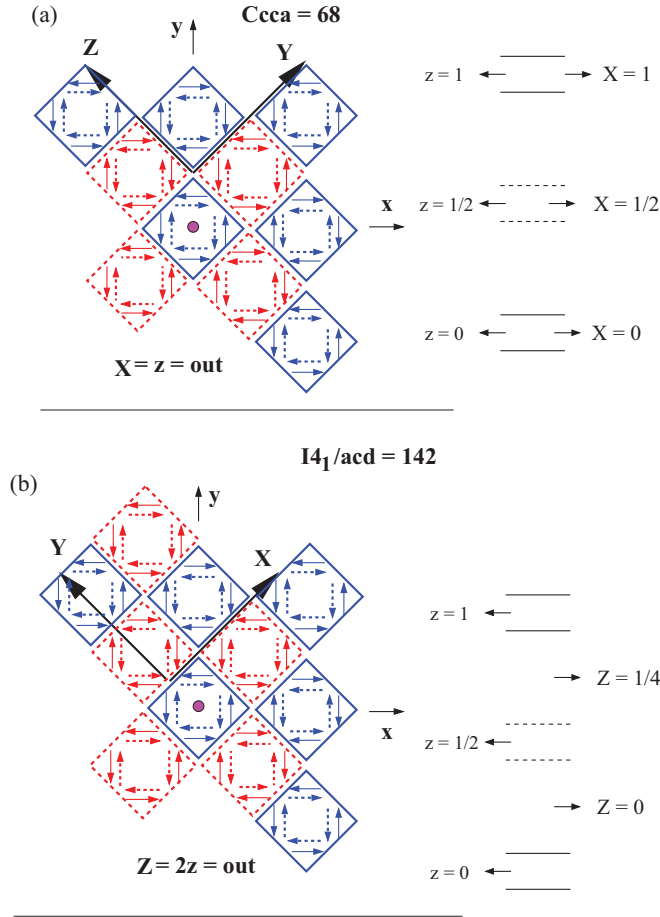 (a)
Ccca = 68
Z
y
Y
z = 1
X = 1
x
z = 1/2
X = 1/2
z = 0
X = 0
X = z = out
I4₁/acd = 142
(b)
y
Y
X
z = 1
Z = 1/4
x
z = 1/2
Z = 0
Z = 2z = out
z = 0